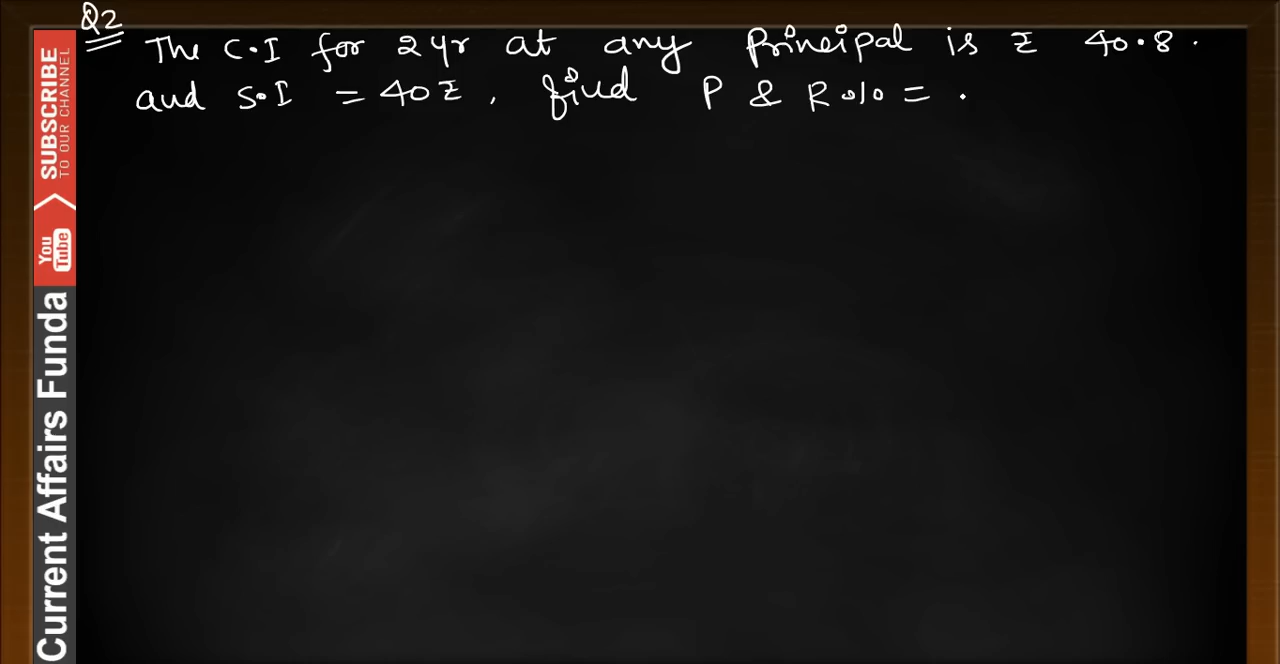 Q2
The C.I for 2yr at any Principal is ₹ 40.8.
and S.I = 40₹, find P & R% = .
SUBSCRIBE
TO OUR CHANNEL
You Tube
Current Affairs Funda